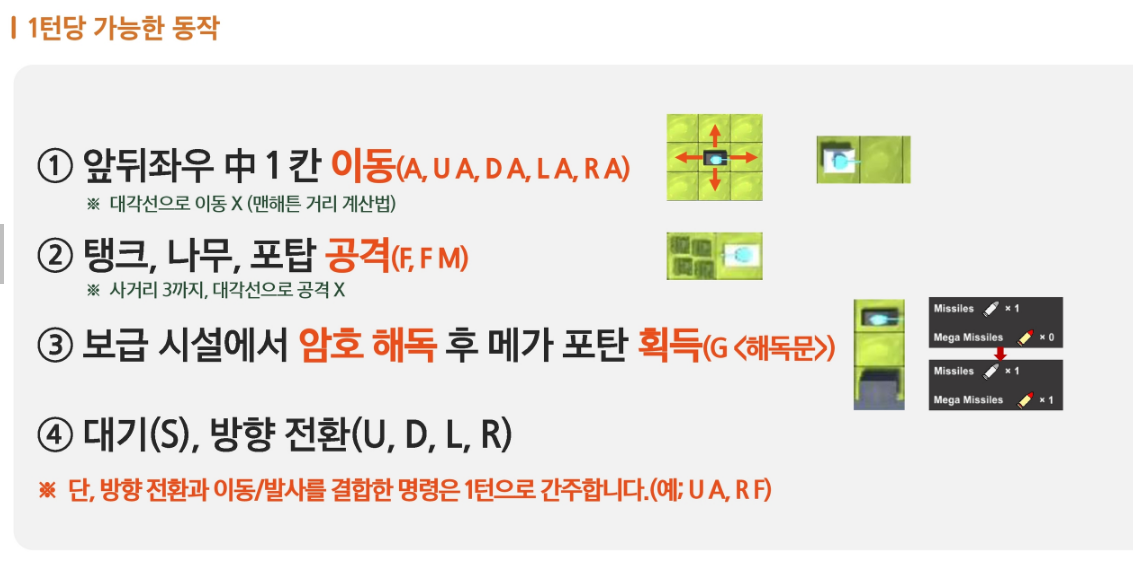 1턴당 가능한 동작
① 앞뒤좌우 中 1 칸 이동(A, U A, D A, L A, R A)
※ 대각선으로 이동 X (맨해튼 거리 계산법)
② 탱크, 나무, 포탑 공격(F, F M)
※ 사거리 3까지, 대각선으로 공격 X
③ 보급 시설에서 암호 해독 후 메가 포탄 획득(G <해독문>)
Missiles × 1
Mega Missiles × 0
Missiles × 1
Mega Missiles × 1
④ 대기(S), 방향 전환(U, D, L, R)
※ 단, 방향 전환과 이동/발사를 결합한 명령은 1턴으로 간주합니다.(예; U A, R F)